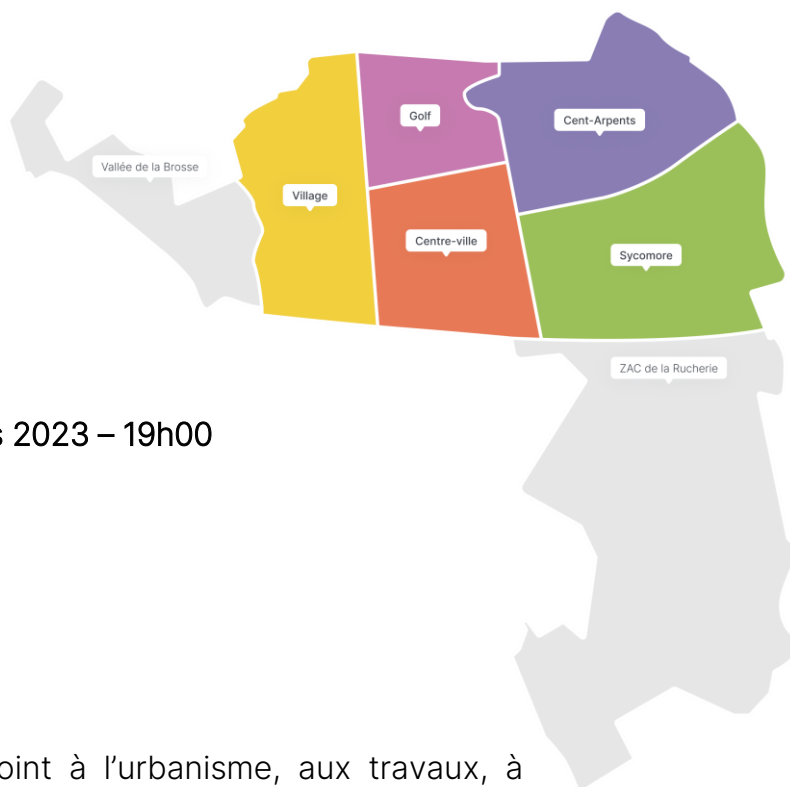 Golf
Cent-Arpents
Vallée de la Brosse
Village
Centre-ville
Sycomore
ZAC de la Rucherie
2023 – 19h00
à l’urbanisme, aux travaux, à